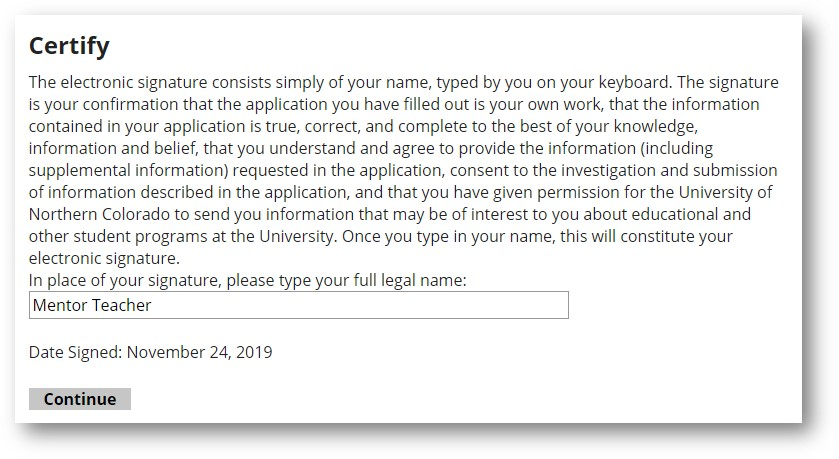 Certify
The electronic signature consists simply of your name, typed by you on your keyboard. The signature
is your confirmation that the application you have filled out is your own work, that the information
contained in your application is true, correct, and complete to the best of your knowledge,
information and belief, that you understand and agree to provide the information (including
supplemental information) requested in the application, consent to the investigation and submission
of information described in the application, and that you have given permission for the University of
Northern Colorado to send you information that may be of interest to you about educational and
other student programs at the University. Once you type in your name, this will constitute your
electronic signature.
In place of your signature, please type your full legal name:
Mentor Teacher
Date Signed: November 24, 2019
Continue